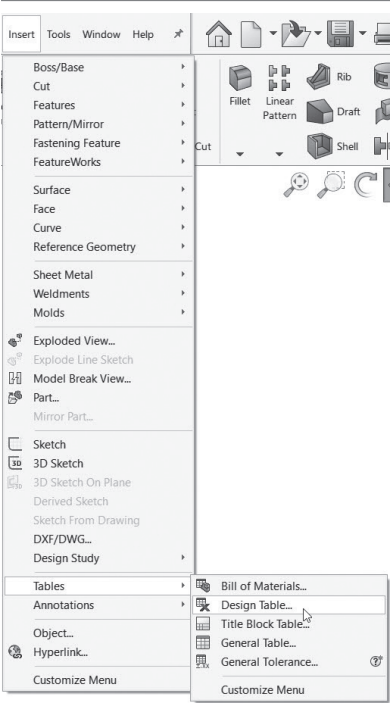 Insert Tools Window Help
Boss/Base
Cut
Features
Pattern/Mirror
Fastening Feature
FeatureWorks
Surface
Face
Curve
Reference Geometry
Sheet Metal
Weldments
Molds
Exploded View...
Explode Line Sketch
Model Break View...
Part...
Mirror Part...
Sketch
3D Sketch
3D Sketch On Plane
Derived Sketch
Sketch From Drawing
DXF/DWG...
Design Study
Tables
Annotations
Object...
Hyperlink...
Customize Menu
Fillet
Linear
Pattern
Rib
Draft
Cut
Shell
Bill of Materials...
Design Table...
Title Block Table...
General Table...
General Tolerance...
Customize Menu